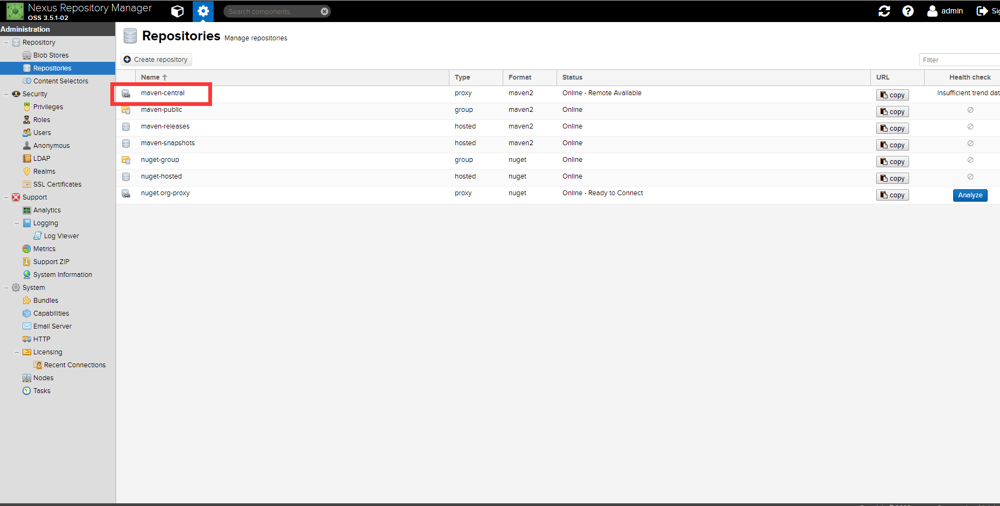 Nexus Repository Manager
OSS 3.5.1-02
Search components
admin
Administration
Repository
Blob Stores
Repositories
Content Selectors
Security
Privileges
Roles
Users
Anonymous
LDAP
Realms
SSL Certificates
Support
Analytics
Logging
Log Viewer
Metrics
Support ZIP
System Information
System
Bundles
Capabilities
Email Server
HTTP
Licensing
Recent Connections
Nodes
Tasks
Repositories Manage repositories
Create repository
Filter
Name Type Format Status URL Health check
maven-central proxy maven2 Online - Remote Available copy Insufficient trend dat
maven-public group maven2 Online copy
maven-releases hosted maven2 Online copy
maven-snapshots hosted maven2 Online copy
nuget-group group nuget Online copy
nuget-hosted hosted nuget Online copy
nuget.org-proxy proxy nuget Online - Ready to Connect copy Analyze